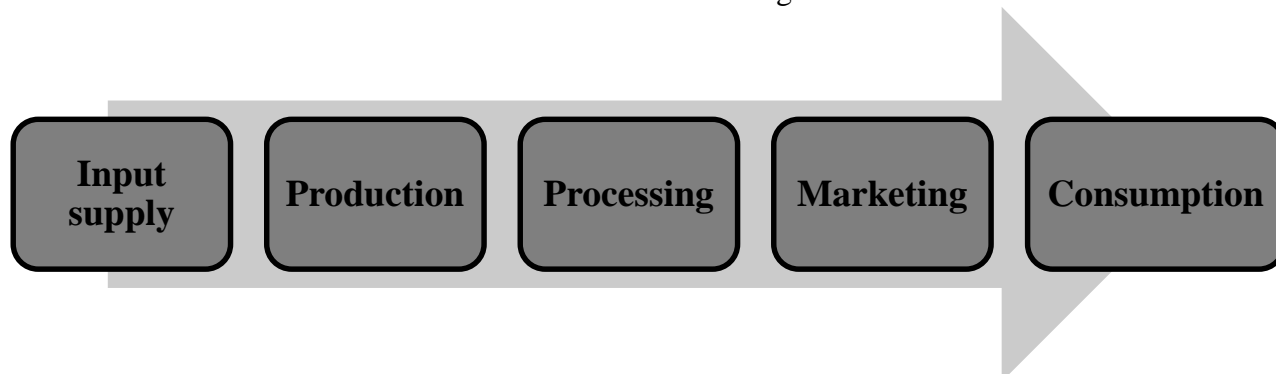 Input
supply
Production
Processing
Marketing
Consumption